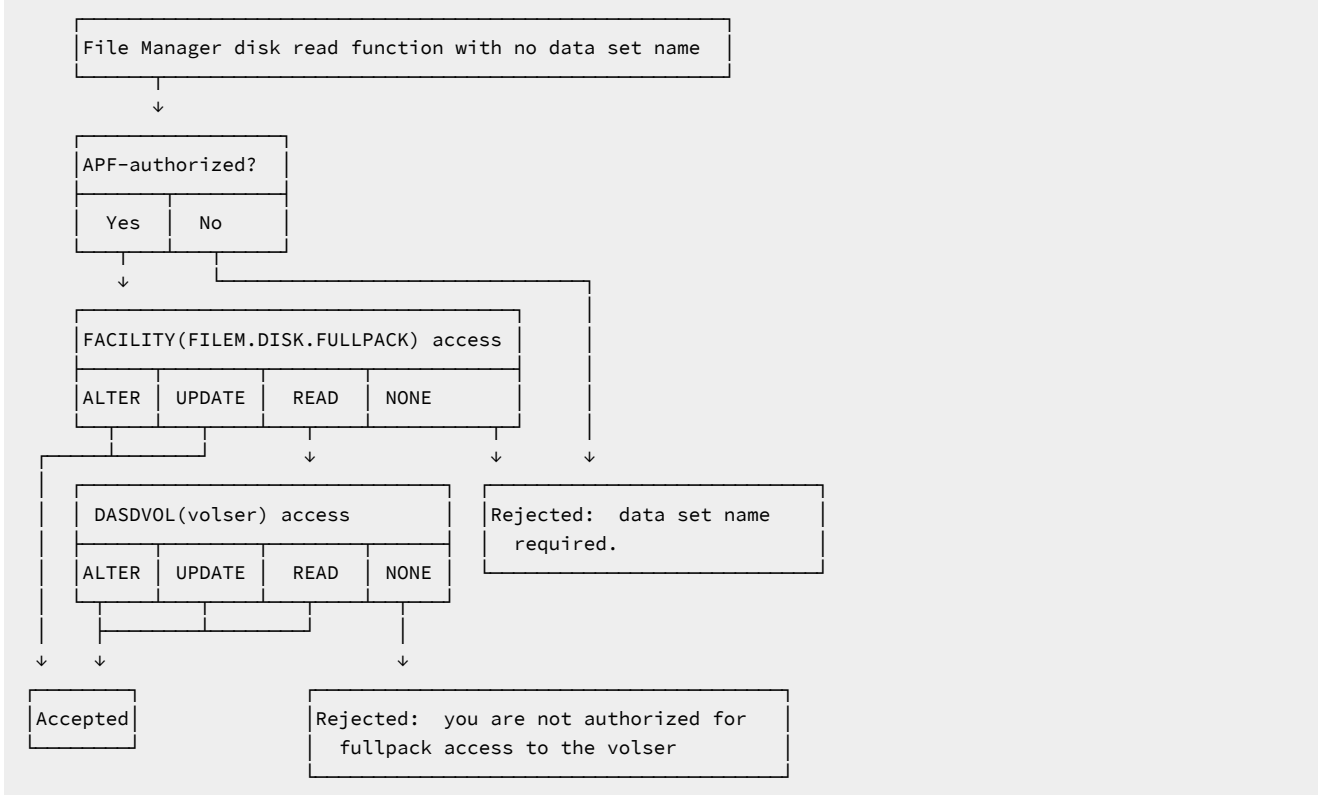 File Manager disk read function with no data set name
APF-authorized?
Yes No
FACILITY(FILEM.DISK.FULLPACK) access
ALTER UPDATE READ NONE
DASDVOL(volser) access
Rejected: data set name
required.
ALTER UPDATE READ NONE
Accepted
Rejected: you are not authorized for
fullpack access to the volser